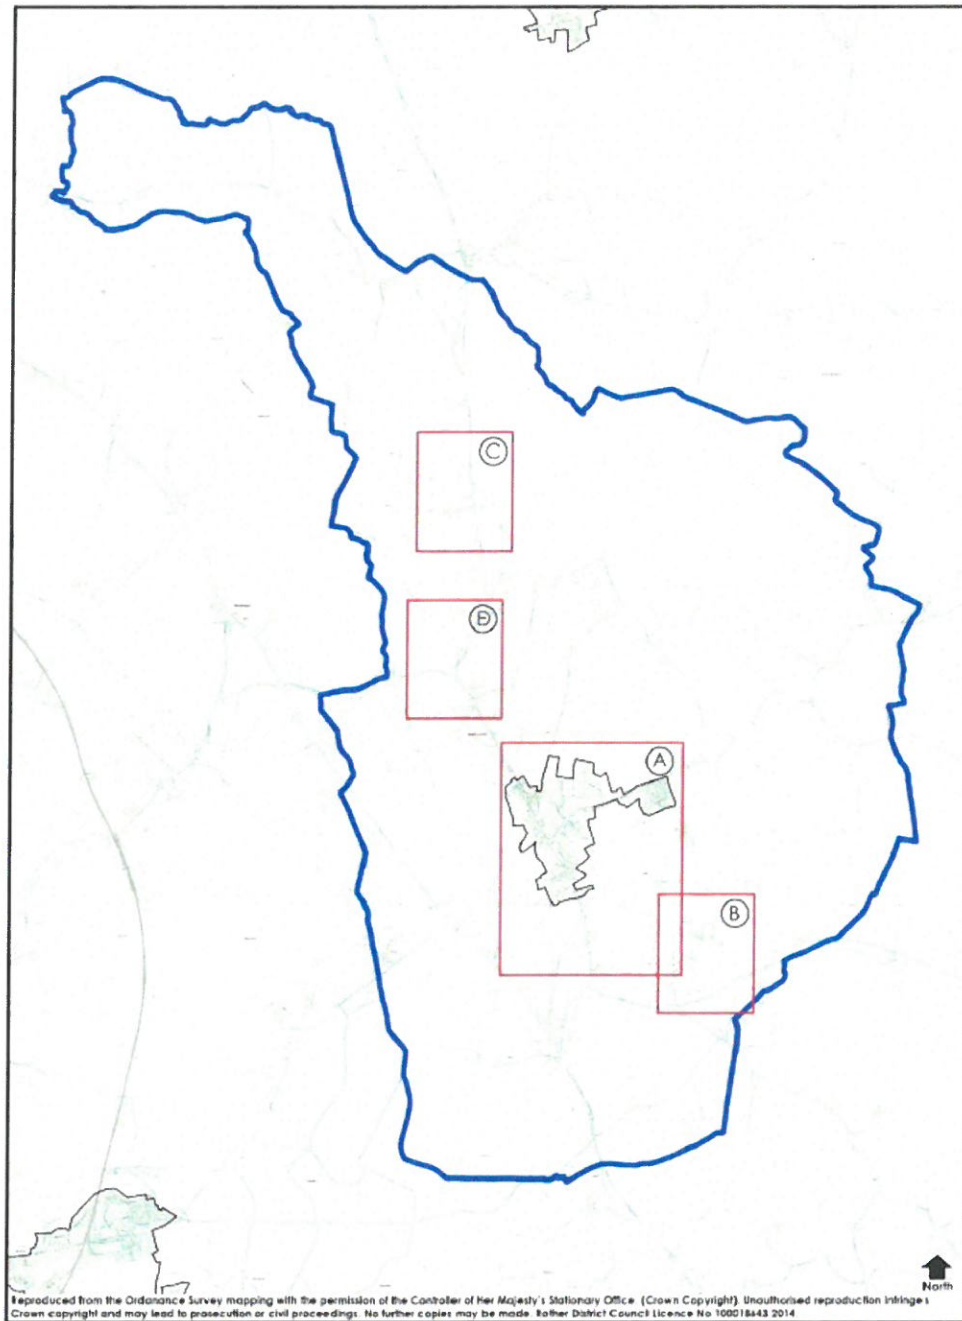 C
D
A
B
North
Reproduced from the Ordanance Survey mapping with the permission of the Controller of Her Majesty's Stationary Office (Crown Copyright). Unauthorised reproduction infringes
Crown copyright and may lead to prosecution or civil proceedings. No further copies may be made. Rother District Council Licence No 100018643 2014